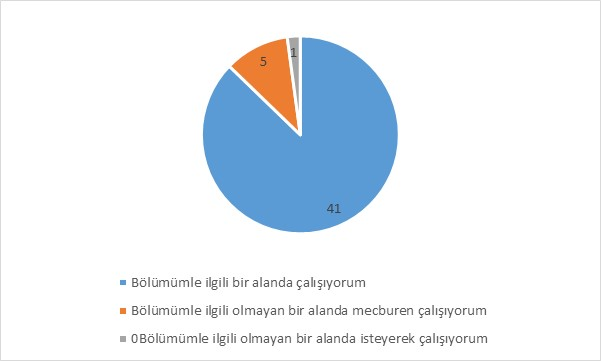 1
5
41
Bölümümle ilgili bir alanda çalışıyorum
Bölümümle ilgili olmayan bir alanda mecburen çalışıyorum
0Bölümümle ilgili olmayan bir alanda isteyerek çalışıyorum